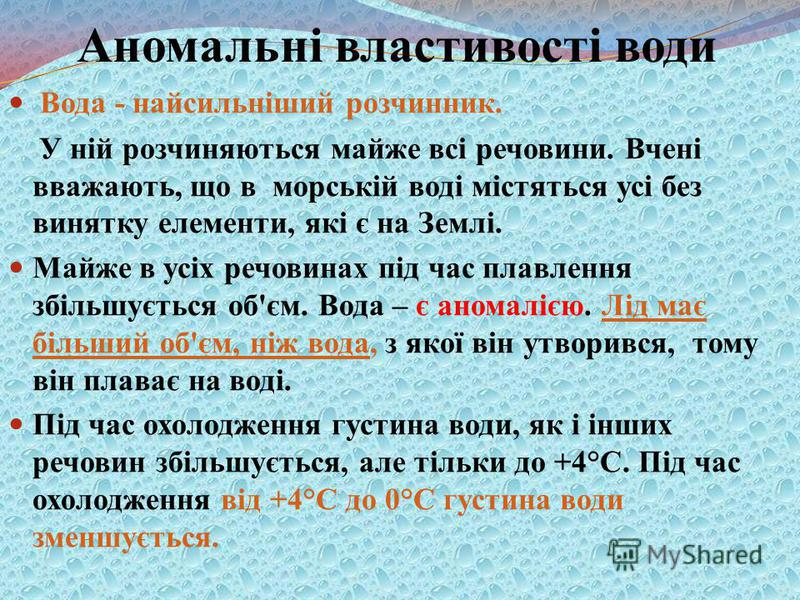 Аномальні властивості води
Вода - найсильніший розчинник.
У ній розчиняються майже всі речовини. Вчені
вважають, що в морській воді містяться усі без
винятку елементи, які є на Землі.
Майже в усіх речовинах під час плавлення
збільшується об'єм. Вода – є аномалією. Лід має
більший об'єм, ніж вода, з якої він утворився, тому
він плаває на воді.
Під час охолодження густина води, як і інших
речовин збільшується, але тільки до +4°С. Під час
охолодження від +4°С до 0°С густина води
зменшується.
MyShared